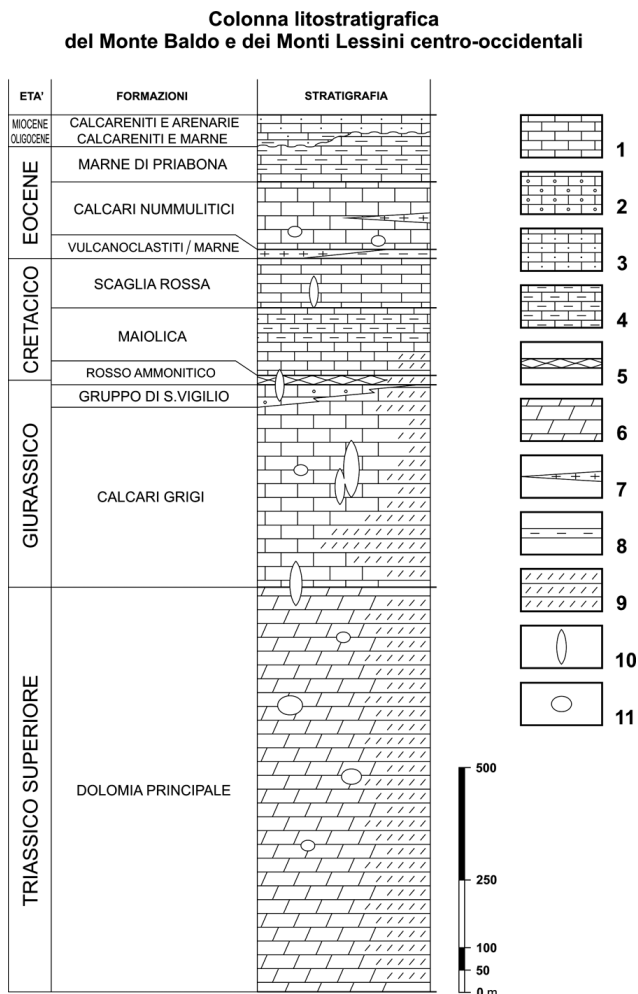 Colonna litostratigrafica
del Monte Baldo e dei Monti Lessini centro-occidentali
ETA' FORMAZIONI STRATIGRAFIA
MIOCENE CALCARENITI E ARENARIE
OLIGOCENE CALCARENITI E MARNE
EOCENE
MARNE DI PRIABONA
CALCARI NUMMULITICI
VULCANOCLASTITI / MARNE
CRETACICO
SCAGLIA ROSSA
MAIOLICA
ROSSO AMMONITICO
GIURASSICO
GRUPPO DI S.VIGILIO
CALCARI GRIGI
TRIASSICO SUPERIORE
DOLOMIA PRINCIPALE
1
2
3
4
5
6
7
8
9
10
11
500
250
100
50
0 m